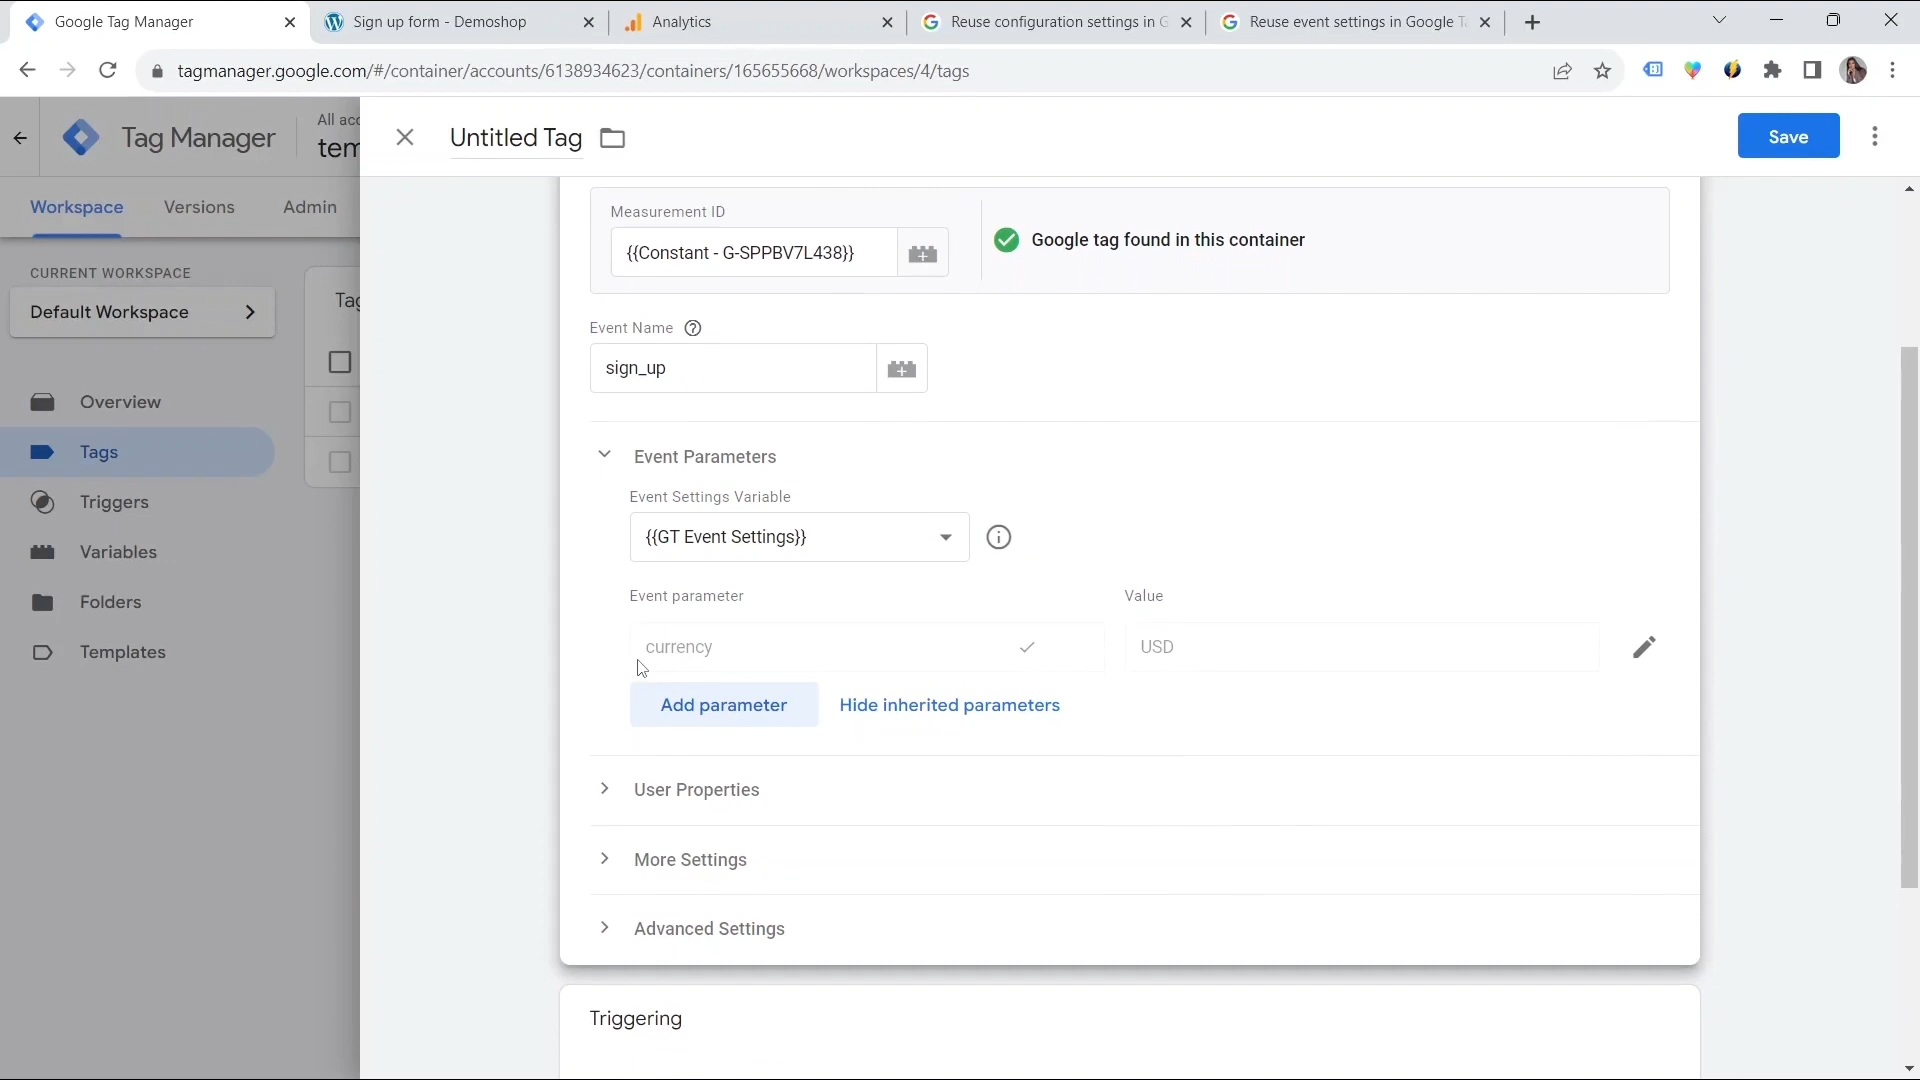 Google Tag Manager
Sign up form - Demoshop
Analytics
Reuse configuration settings in G
Reuse event settings in Google T
tagmanager.google.com/#/container/accounts/6138934623/containers/165655668/workspaces/4/tags
Tag Manager
All acc
tem
Untitled Tag
Save
Workspace
Versions
Admin
CURRENT WORKSPACE
Default Workspace
Tag
Overview
Tags
Triggers
Variables
Folders
Templates
Measurement ID
{{Constant - G-SPPBV7L438}}
Google tag found in this container
Event Name
sign_up
Event Parameters
Event Settings Variable
{{GT Event Settings}}
Event parameter
Value
currency
USD
Add parameter
Hide inherited parameters
User Properties
More Settings
Advanced Settings
Triggering